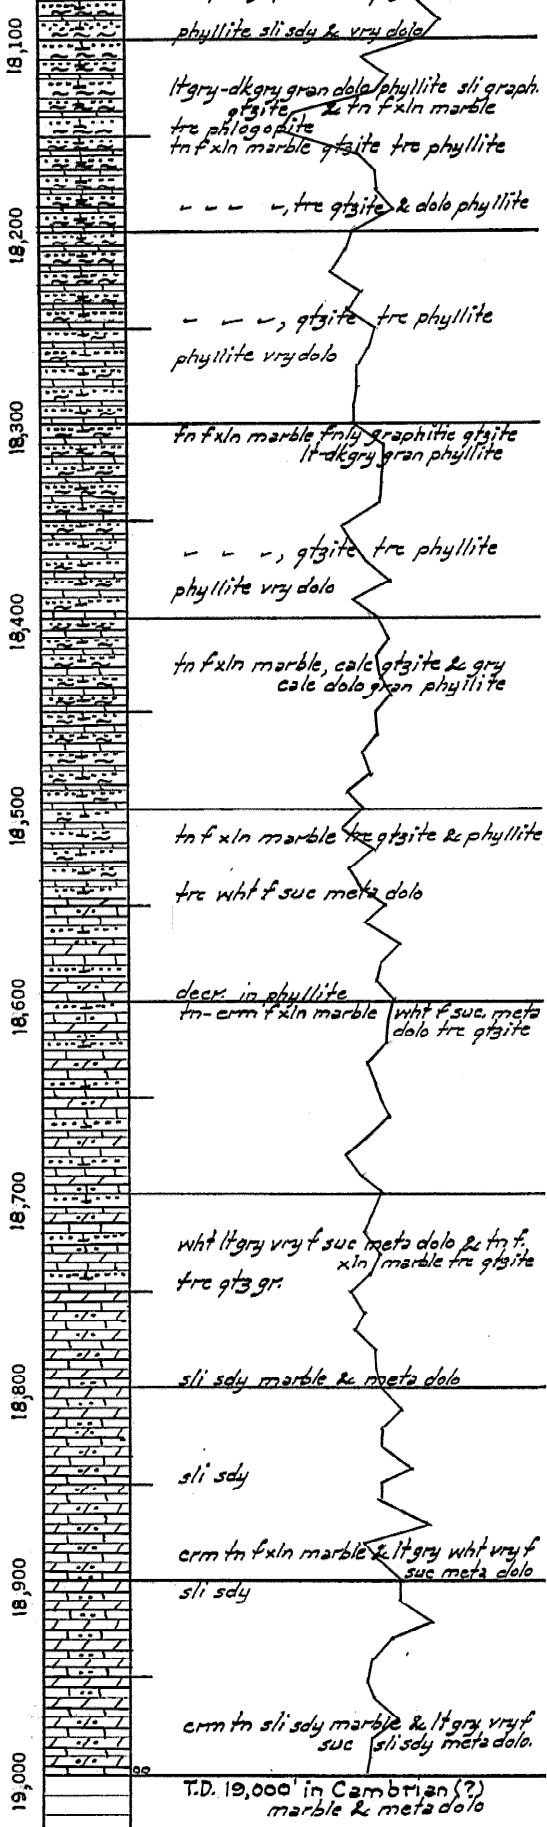 18,100
phyllite sli sdy & vry dolo
ltgry-dkgry gran dolo phyllite sli graph.
qtzite & tn fxln marble
trc phlogopite
tn fxln marble qtzite trc phyllite
- - - -, trc qtzite & dolo phyllite
18,200
- - -, qtzite trc phyllite
phyllite vry dolo
18,300
tn fxln marble fnly graphitic qtzite
lt-dkgry gran phyllite
- - -, qtzite trc phyllite
phyllite vry dolo
18,400
tn fxln marble, calc qtzite & gry
calc dolo gran phyllite
18,500
tn f xln marble trc qtzite & phyllite
trc wht f suc meta dolo
decr. in phyllite
18,600
tn-crm f xln marble wht f suc. meta
dolo trc qtzite
18,700
wht ltgry vry f suc meta dolo & tn f.
xln marble trc qtzite
trc qtz gr.
sli sdy marble & meta dolo
18,800
sli sdy
crm tn fxln marble & ltgry wht vry f
suc meta dolo
18,900
sli sdy
crm tn sli sdy marble & ltgry vry f
suc sli sdy meta dolo.
19,000
T.D. 19,000' in Cambrian (?)
marble & meta dolo